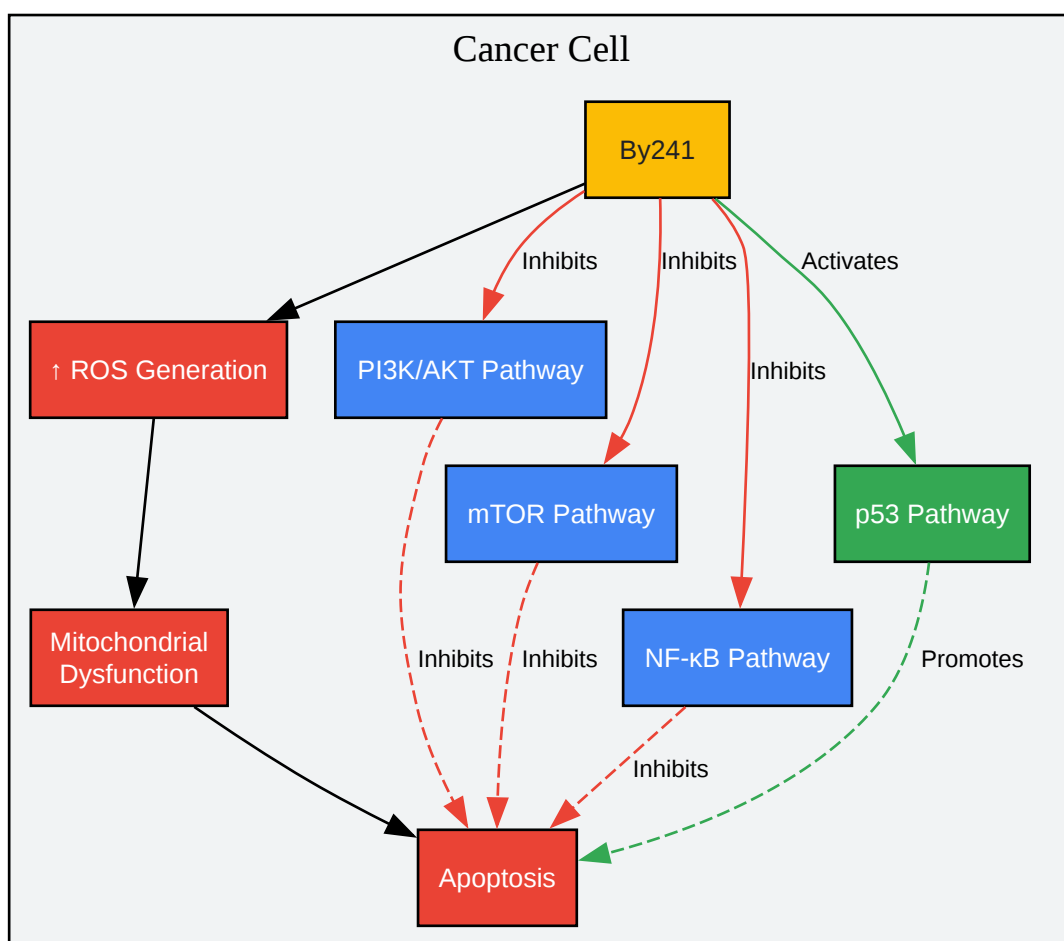 Cancer Cell
By241
Inhibits
Inhibits
Activates
↑ ROS Generation
PI3K/AKT Pathway
Inhibits
mTOR Pathway
p53 Pathway
Mitochondrial
Dysfunction
Inhibits
Inhibits
NF-κB Pathway
Promotes
Inhibits
Apoptosis